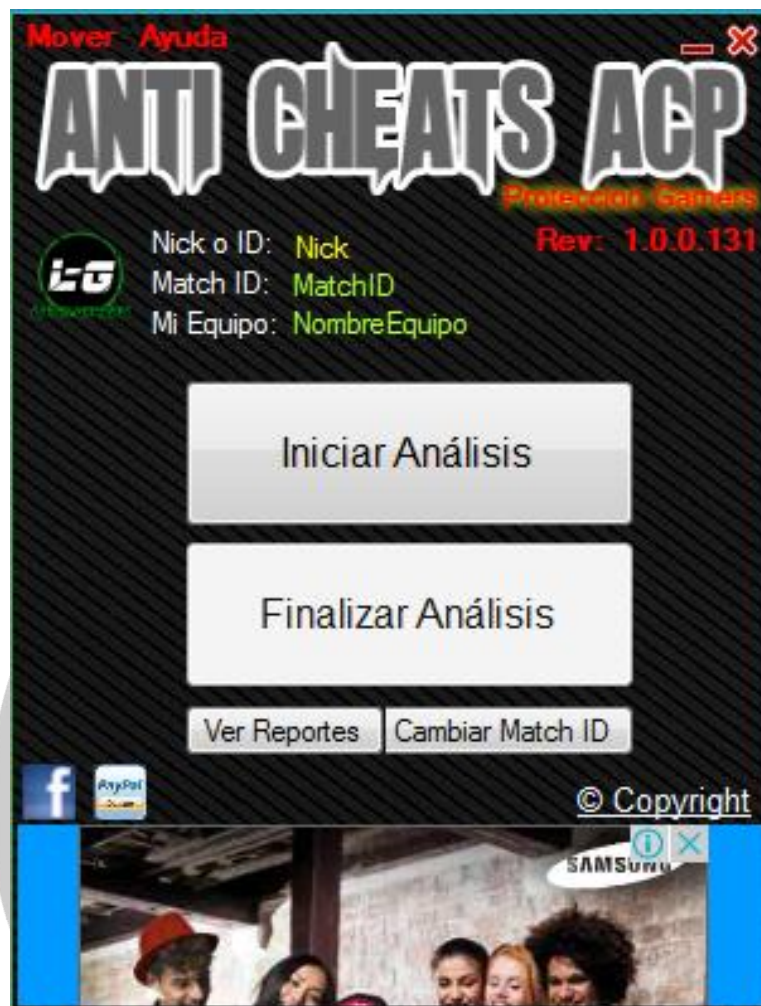 Mover Ayuda
ANTI CHEATS ACP
Proteccion Gamers
Rev: 1.0.0.131
Nick o ID: Nick
Match ID: MatchID
Mi Equipo: NombreEquipo
Iniciar Análisis
Finalizar Análisis
Ver Reportes
Cambiar Match ID
PayPal
© Copyright
SAMSUNG